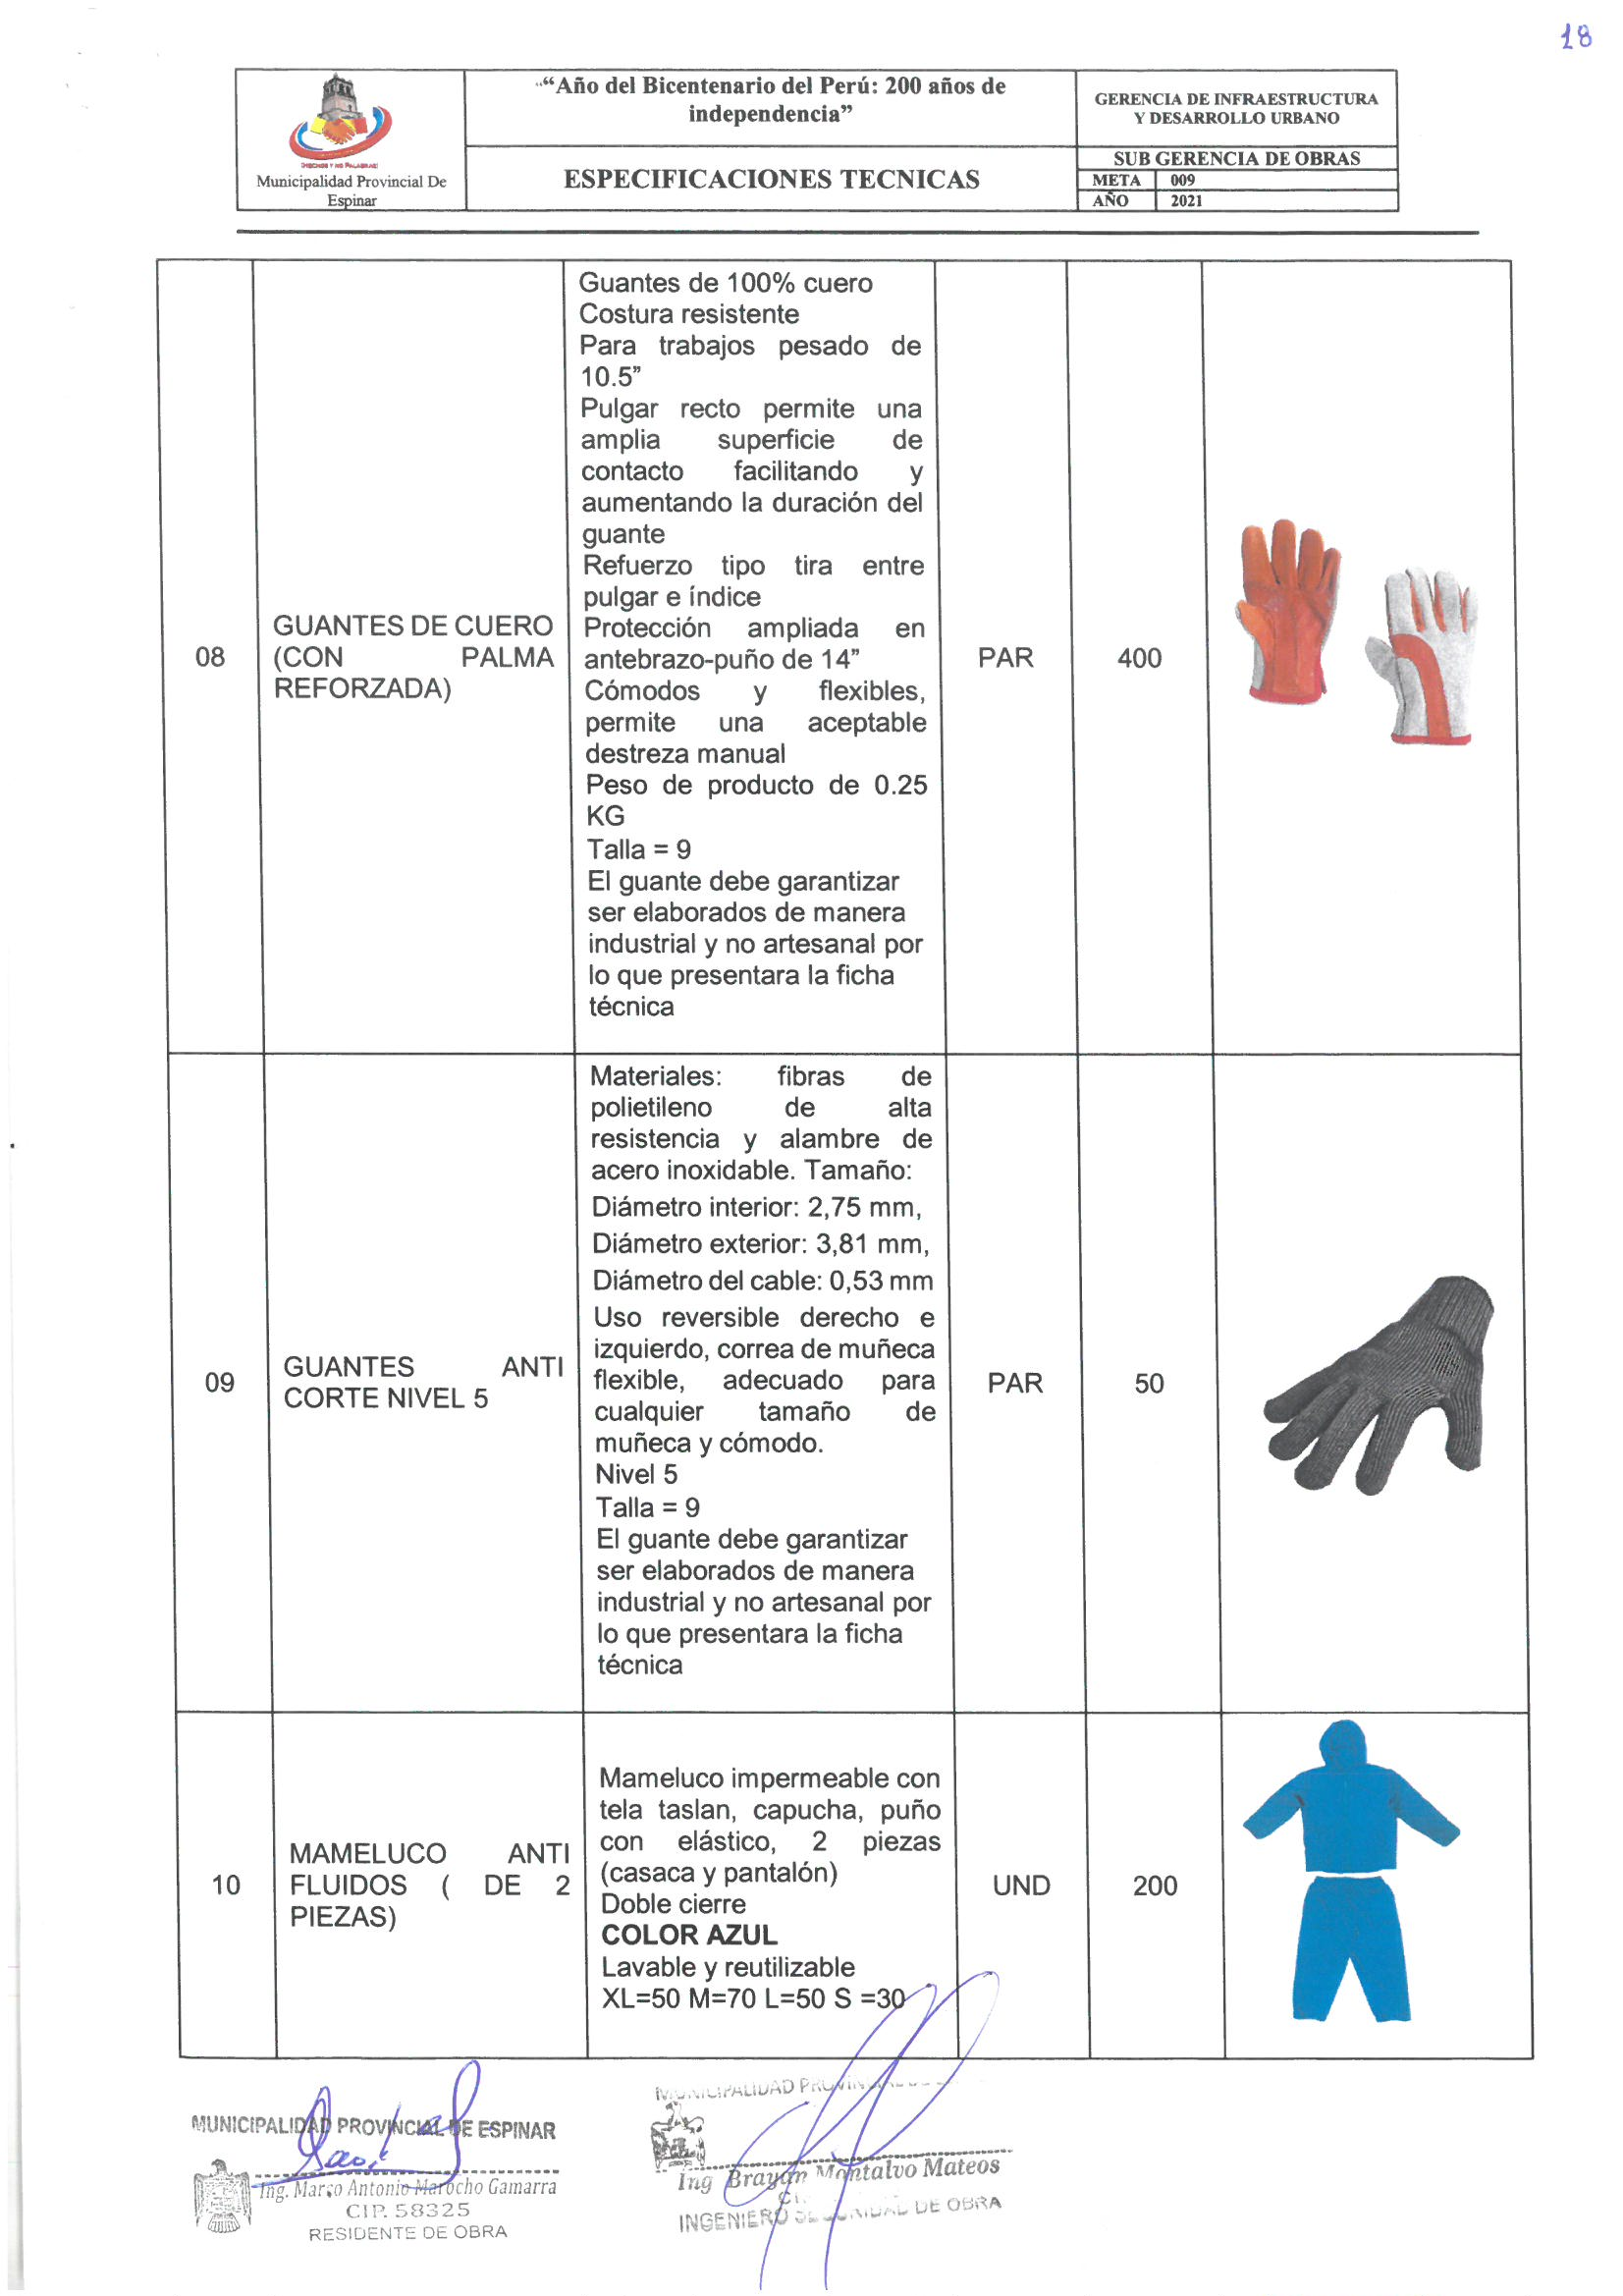 18
¡HECHOS Y NO PALABRAS!
Municipalidad Provincial De
Espinar
“Año del Bicentenario del Perú: 200 años de
independencia”
ESPECIFICACIONES TECNICAS
GERENCIA DE INFRAESTRUCTURA
Y DESARROLLO URBANO
SUB GERENCIA DE OBRAS
META 009
AÑO 2021
08
GUANTES DE CUERO
(CON PALMA
REFORZADA)
Guantes de 100% cuero
Costura resistente
Para trabajos pesado de
10.5”
Pulgar recto permite una
amplia superficie de
contacto facilitando y
aumentando la duración del
guante
Refuerzo tipo tira entre
pulgar e índice
Protección ampliada en
antebrazo-puño de 14”
Cómodos y flexibles,
permite una aceptable
destreza manual
Peso de producto de 0.25
KG
Talla = 9
El guante debe garantizar
ser elaborados de manera
industrial y no artesanal por
lo que presentara la ficha
técnica
PAR
400
09
GUANTES ANTI
CORTE NIVEL 5
Materiales: fibras de
polietileno de alta
resistencia y alambre de
acero inoxidable. Tamaño:
Diámetro interior: 2,75 mm,
Diámetro exterior: 3,81 mm,
Diámetro del cable: 0,53 mm
Uso reversible derecho e
izquierdo, correa de muñeca
flexible, adecuado para
cualquier tamaño de
muñeca y cómodo.
Nivel 5
Talla = 9
El guante debe garantizar
ser elaborados de manera
industrial y no artesanal por
lo que presentara la ficha
técnica
PAR
50
10
MAMELUCO ANTI
FLUIDOS ( DE 2
PIEZAS)
Mameluco impermeable con
tela taslan, capucha, puño
con elástico, 2 piezas
(casaca y pantalón)
Doble cierre
COLOR AZUL
Lavable y reutilizable
XL=50 M=70 L=50 S =30
UND
200
MUNICIPALIDAD PROVINCIAL DE ESPINAR
Ing. Marco Antonio Marocho Gamarra
CIP. 58325
RESIDENTE DE OBRA
MUNICIPALIDAD PROVINCIAL DE
Ing Brayan Montalvo Mateos
INGENIERO SEGURIDAD DE OBRA